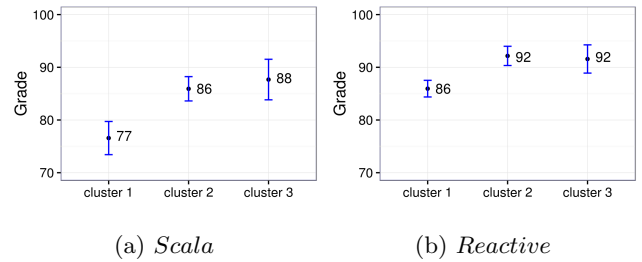 100
90
80
70
Grade
77
86
88
cluster 1
cluster 2
cluster 3
(a) Scala
100
90
80
70
Grade
86
92
92
cluster 1
cluster 2
cluster 3
(b) Reactive